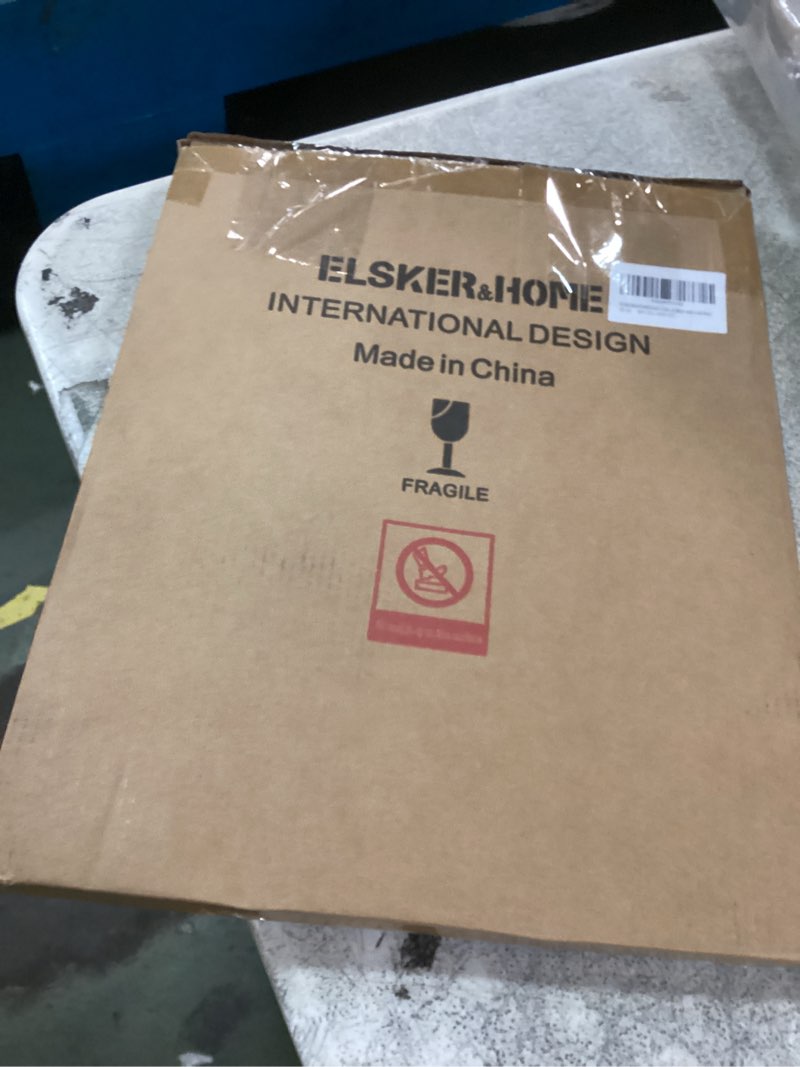 ELSKER&HOME
INTERNATIONAL DESIGN
Made in China
FRAGILE